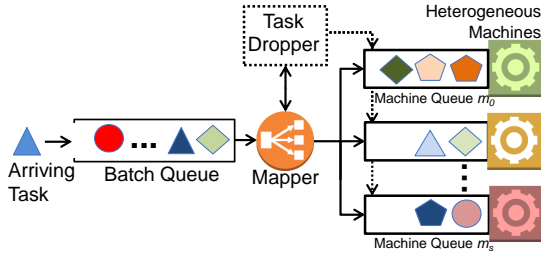 Task
Dropper
Heterogeneous
Machines
Machine Queue m0
Arriving
Task
Batch Queue
Mapper
Machine Queue ms